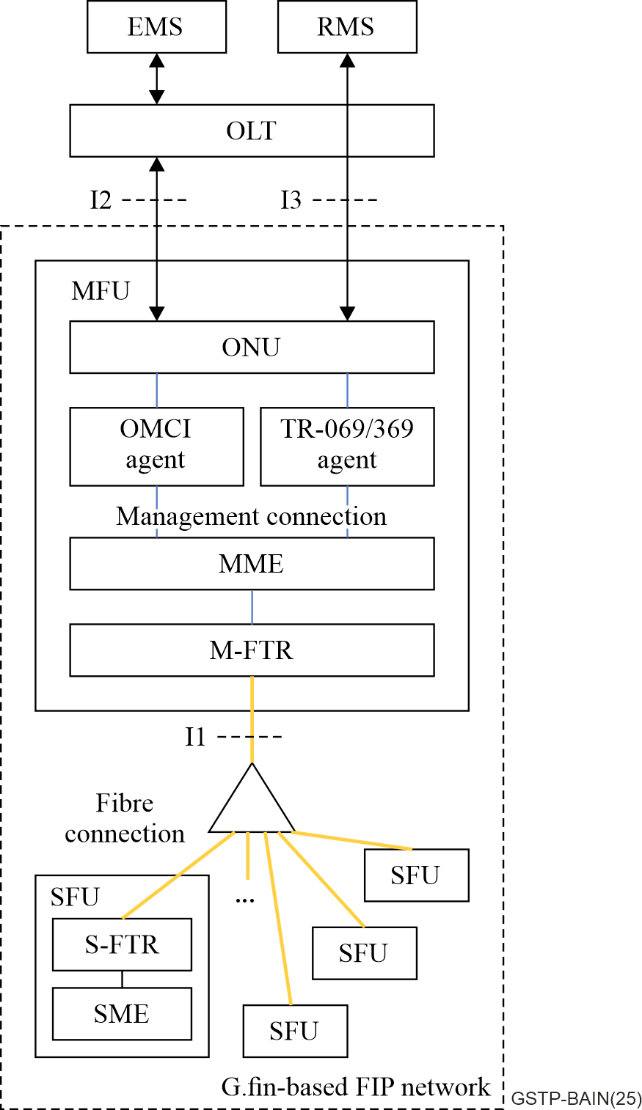 EMS
RMS
OLT
I2
I3
MFU
ONU
OMCI
agent
TR-069/369
agent
Management connection
MME
M-FTR
I1
Fibre
connection
SFU
SFU
...
S-FTR
SFU
SME
SFU
G.fin-based FIP network
GSTP-BAIN(25)